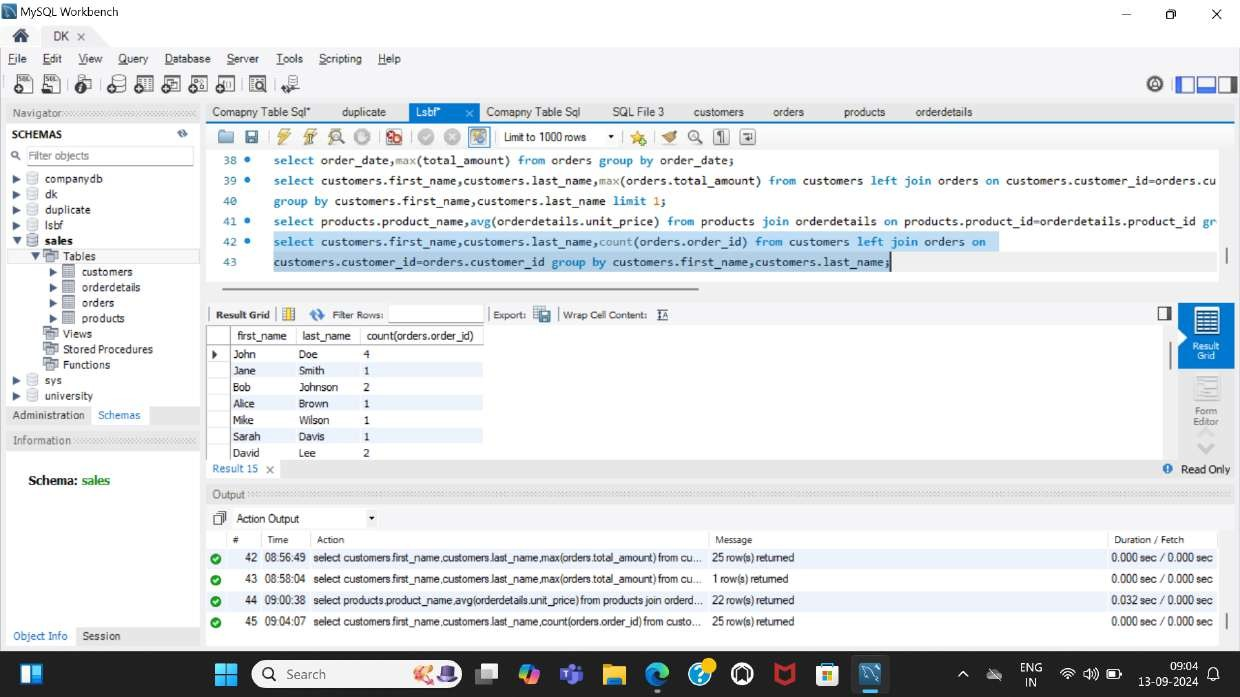 MySQL Workbench
DK
File Edit View Query Database Server Tools Scripting Help
Navigator
SCHEMAS
Filter objects
companydb
dk
duplicate
lsbf
sales
Tables
customers
orderdetails
orders
products
Views
Stored Procedures
Functions
sys
university
Administration Schemas
Information
Schema: sales
Object Info Session
Comapny Table Sql* duplicate Lsbf* Comapny Table Sql SQL File 3 customers orders products orderdetails
Limit to 1000 rows
38 select order_date,max(total_amount) from orders group by order_date;
39 select customers.first_name,customers.last_name,max(orders.total_amount) from customers left join orders on customers.customer_id=orders.cu
40 group by customers.first_name,customers.last_name limit 1;
41 select products.product_name,avg(orderdetails.unit_price) from products join orderdetails on products.product_id=orderdetails.product_id gr
42 select customers.first_name,customers.last_name,count(orders.order_id) from customers left join orders on
43 customers.customer_id=orders.customer_id group by customers.first_name,customers.last_name;
Result Grid Filter Rows: Export: Wrap Cell Content:
first_name last_name count(orders.order_id)
John Doe 4
Jane Smith 1
Bob Johnson 2
Alice Brown 1
Mike Wilson 1
Sarah Davis 1
David Lee 2
Result Grid
Form Editor
Result 15
Read Only
Output
Action Output
# Time Action Message Duration / Fetch
42 08:56:49 select customers.first_name,customers.last_name,max(orders.total_amount) from cu... 25 row(s) returned 0.000 sec / 0.000 sec
43 08:58:04 select customers.first_name,customers.last_name,max(orders.total_amount) from cu... 1 row(s) returned 0.000 sec / 0.000 sec
44 09:00:38 select products.product_name,avg(orderdetails.unit_price) from products join orderd... 22 row(s) returned 0.032 sec / 0.000 sec
45 09:04:07 select customers.first_name,customers.last_name,count(orders.order_id) from custo... 25 row(s) returned 0.000 sec / 0.000 sec
Search
ENG
IN
09:04
13-09-2024